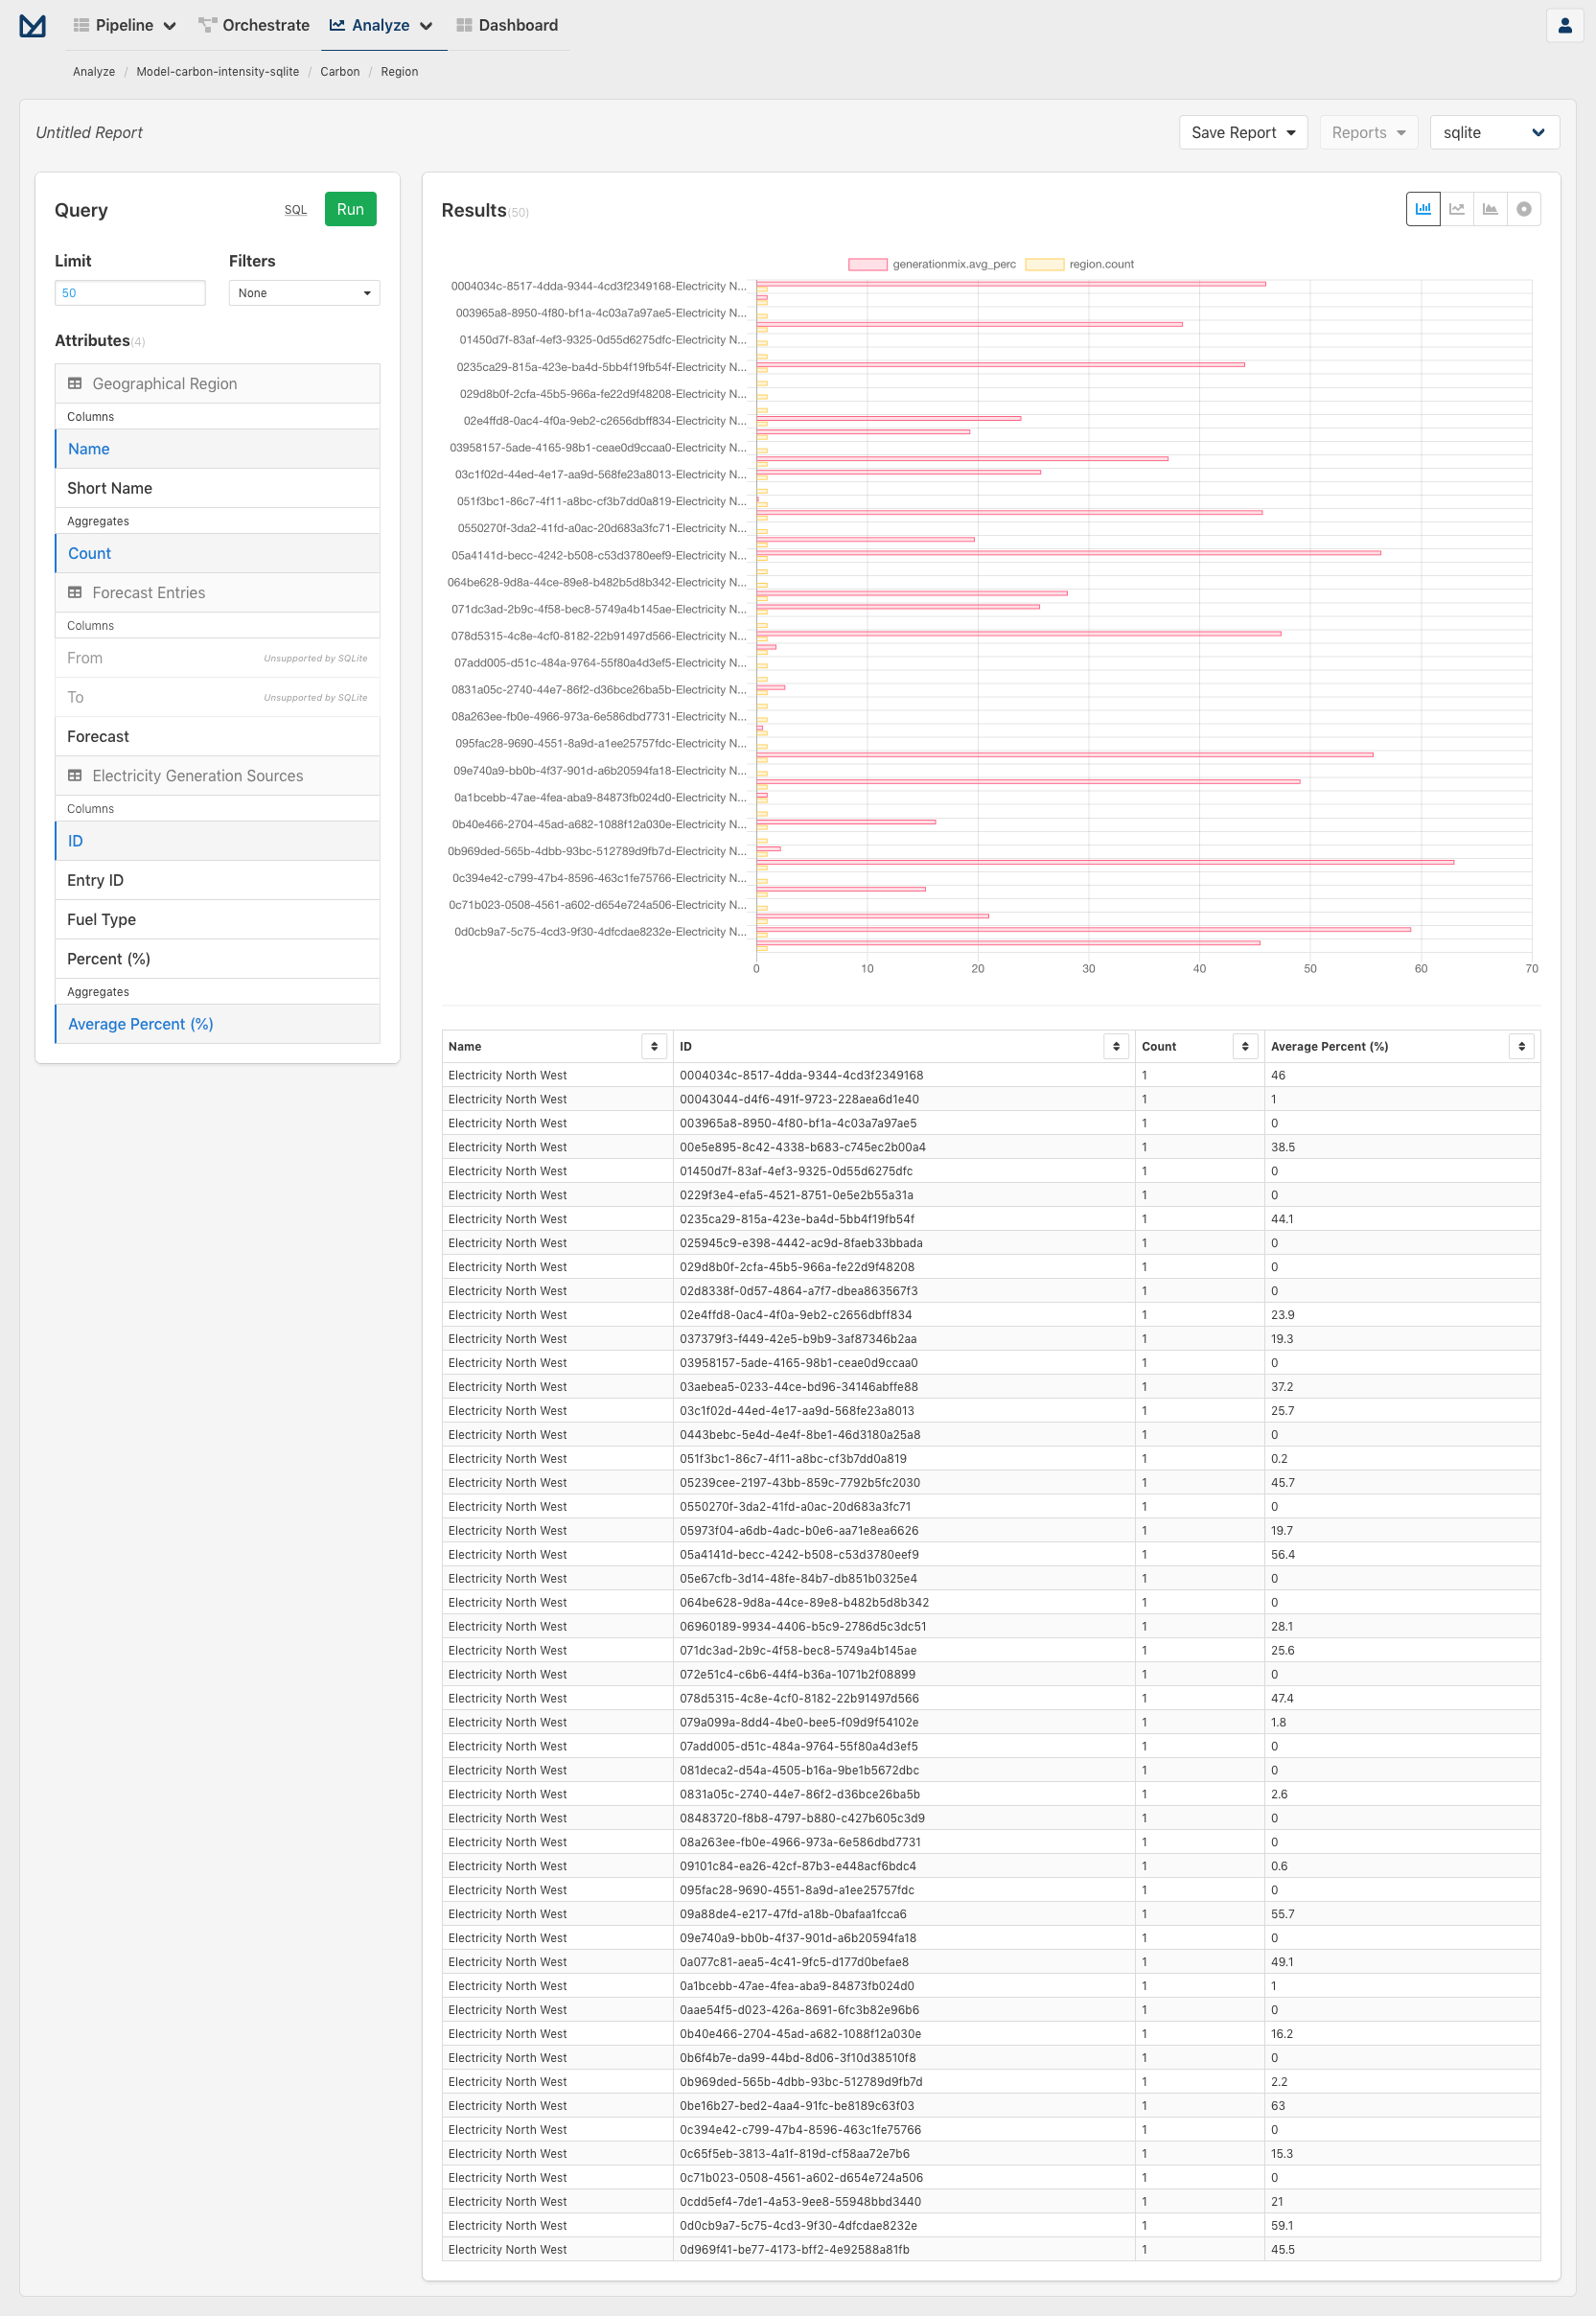 Pipeline Orchestrate Analyze Dashboard
Analyze / Model-carbon-intensity-sqlite / Carbon / Region
Untitled Report
Save Report Reports sqlite
Query SQL Run
Limit Filters
50 None
Attributes(4)
Geographical Region
Columns
Name
Short Name
Aggregates
Count
Forecast Entries
Columns
From Unsupported by SQLite
To Unsupported by SQLite
Forecast
Electricity Generation Sources
Columns
ID
Entry ID
Fuel Type
Percent (%)
Aggregates
Average Percent (%)
Results(50)
generationmix.avg_perc region.count
0004034c-8517-4dda-9344-4cd3f2349168-Electricity N...
003965a8-8950-4f80-bf1a-4c03a7a97ae5-Electricity N...
01450d7f-83af-4ef3-9325-0d55d6275dfc-Electricity N...
0235ca29-815a-423e-ba4d-5bb4f19fb54f-Electricity N...
029d8b0f-2cfa-45b5-966a-fe22d9f48208-Electricity N...
02e4ffd8-0ac4-4f0a-9eb2-c2656dbff834-Electricity N...
03958157-5ade-4165-98b1-ceae0d9ccaa0-Electricity N...
03c1f02d-44ed-4e17-aa9d-568fe23a8013-Electricity N...
051f3bc1-86c7-4f11-a8bc-cf3b7dd0a819-Electricity N...
0550270f-3da2-41fd-a0ac-20d683a3fc71-Electricity N...
05a4141d-becc-4242-b508-c53d3780eef9-Electricity N...
064be628-9d8a-44ce-89e8-b482b5d8b342-Electricity N...
071dc3ad-2b9c-4f58-bec8-5749a4b145ae-Electricity N...
078d5315-4c8e-4cf0-8182-22b91497d566-Electricity N...
07add005-d51c-484a-9764-55f80a4d3ef5-Electricity N...
0831a05c-2740-44e7-86f2-d36bce26ba5b-Electricity N...
08a263ee-fb0e-4966-973a-6e586dbd7731-Electricity N...
095fac28-9690-4551-8a9d-a1ee25757fdc-Electricity N...
09e740a9-bb0b-4f37-901d-a6b20594fa18-Electricity N...
0a1bcebb-47ae-4fea-aba9-84873fb024d0-Electricity N...
0b40e466-2704-45ad-a682-1088f12a030e-Electricity N...
0b969ded-565b-4dbb-93bc-512789d9fb7d-Electricity N...
0c394e42-c799-47b4-8596-463c1fe75766-Electricity N...
0c71b023-0508-4561-a602-d654e724a506-Electricity N...
0d0cb9a7-5c75-4cd3-9f30-4dfcdae8232e-Electricity N...
0 10 20 30 40 50 60 70
Name ID Count Average Percent (%)
Electricity North West 0004034c-8517-4dda-9344-4cd3f2349168 1 46
Electricity North West 00043044-d4f6-491f-9723-228aea6d1e40 1 1
Electricity North West 003965a8-8950-4f80-bf1a-4c03a7a97ae5 1 0
Electricity North West 00e5e895-8c42-4338-b683-c745ec2b00a4 1 38.5
Electricity North West 01450d7f-83af-4ef3-9325-0d55d6275dfc 1 0
Electricity North West 0229f3e4-efa5-4521-8751-0e5e2b55a31a 1 0
Electricity North West 0235ca29-815a-423e-ba4d-5bb4f19fb54f 1 44.1
Electricity North West 025945c9-e398-4442-ac9d-8faeb33bbada 1 0
Electricity North West 029d8b0f-2cfa-45b5-966a-fe22d9f48208 1 0
Electricity North West 02d8338f-0d57-4864-a7f7-dbea863567f3 1 0
Electricity North West 02e4ffd8-0ac4-4f0a-9eb2-c2656dbff834 1 23.9
Electricity North West 037379f3-f449-42e5-b9b9-3af87346b2aa 1 19.3
Electricity North West 03958157-5ade-4165-98b1-ceae0d9ccaa0 1 0
Electricity North West 03aebea5-0233-44ce-bd96-34146abffe88 1 37.2
Electricity North West 03c1f02d-44ed-4e17-aa9d-568fe23a8013 1 25.7
Electricity North West 0443bebc-5e4d-4e4f-8be1-46d3180a25a8 1 0
Electricity North West 051f3bc1-86c7-4f11-a8bc-cf3b7dd0a819 1 0.2
Electricity North West 05239cee-2197-43bb-859c-7792b5fc2030 1 45.7
Electricity North West 0550270f-3da2-41fd-a0ac-20d683a3fc71 1 0
Electricity North West 05973f04-a6db-4adc-b0e6-aa71e8ea6626 1 19.7
Electricity North West 05a4141d-becc-4242-b508-c53d3780eef9 1 56.4
Electricity North West 05e67cfb-3d14-48fe-84b7-db851b0325e4 1 0
Electricity North West 064be628-9d8a-44ce-89e8-b482b5d8b342 1 0
Electricity North West 06960189-9934-4406-b5c9-2786d5c3dc51 1 28.1
Electricity North West 071dc3ad-2b9c-4f58-bec8-5749a4b145ae 1 25.6
Electricity North West 072e51c4-c6b6-44f4-b36a-1071b2f08899 1 0
Electricity North West 078d5315-4c8e-4cf0-8182-22b91497d566 1 47.4
Electricity North West 079a099a-8dd4-4be0-bee5-f09d9f54102e 1 1.8
Electricity North West 07add005-d51c-484a-9764-55f80a4d3ef5 1 0
Electricity North West 081deca2-d54a-4505-b16a-9be1b5672dbc 1 0
Electricity North West 0831a05c-2740-44e7-86f2-d36bce26ba5b 1 2.6
Electricity North West 08483720-f8b8-4797-b880-c427b605c3d9 1 0
Electricity North West 08a263ee-fb0e-4966-973a-6e586dbd7731 1 0
Electricity North West 09101c84-ea26-42cf-87b3-e448acf6bdc4 1 0.6
Electricity North West 095fac28-9690-4551-8a9d-a1ee25757fdc 1 0
Electricity North West 09a88de4-e217-47fd-a18b-0bafaa1fcca6 1 55.7
Electricity North West 09e740a9-bb0b-4f37-901d-a6b20594fa18 1 0
Electricity North West 0a077c81-aea5-4c41-9fc5-d177d0befae8 1 49.1
Electricity North West 0a1bcebb-47ae-4fea-aba9-84873fb024d0 1 1
Electricity North West 0aae54f5-d023-426a-8691-6fc3b82e96b6 1 0
Electricity North West 0b40e466-2704-45ad-a682-1088f12a030e 1 16.2
Electricity North West 0b6f4b7e-da99-44bd-8d06-3f10d38510f8 1 0
Electricity North West 0b969ded-565b-4dbb-93bc-512789d9fb7d 1 2.2
Electricity North West 0be16b27-bed2-4aa4-91fc-be8189c63f03 1 63
Electricity North West 0c394e42-c799-47b4-8596-463c1fe75766 1 0
Electricity North West 0c65f5eb-3813-4a1f-819d-cf58aa72e7b6 1 15.3
Electricity North West 0c71b023-0508-4561-a602-d654e724a506 1 0
Electricity North West 0cdd5ef4-7de1-4a53-9ee8-55948bbd3440 1 21
Electricity North West 0d0cb9a7-5c75-4cd3-9f30-4dfcdae8232e 1 59.1
Electricity North West 0d969f41-be77-4173-bff2-4e92588a81fb 1 45.5